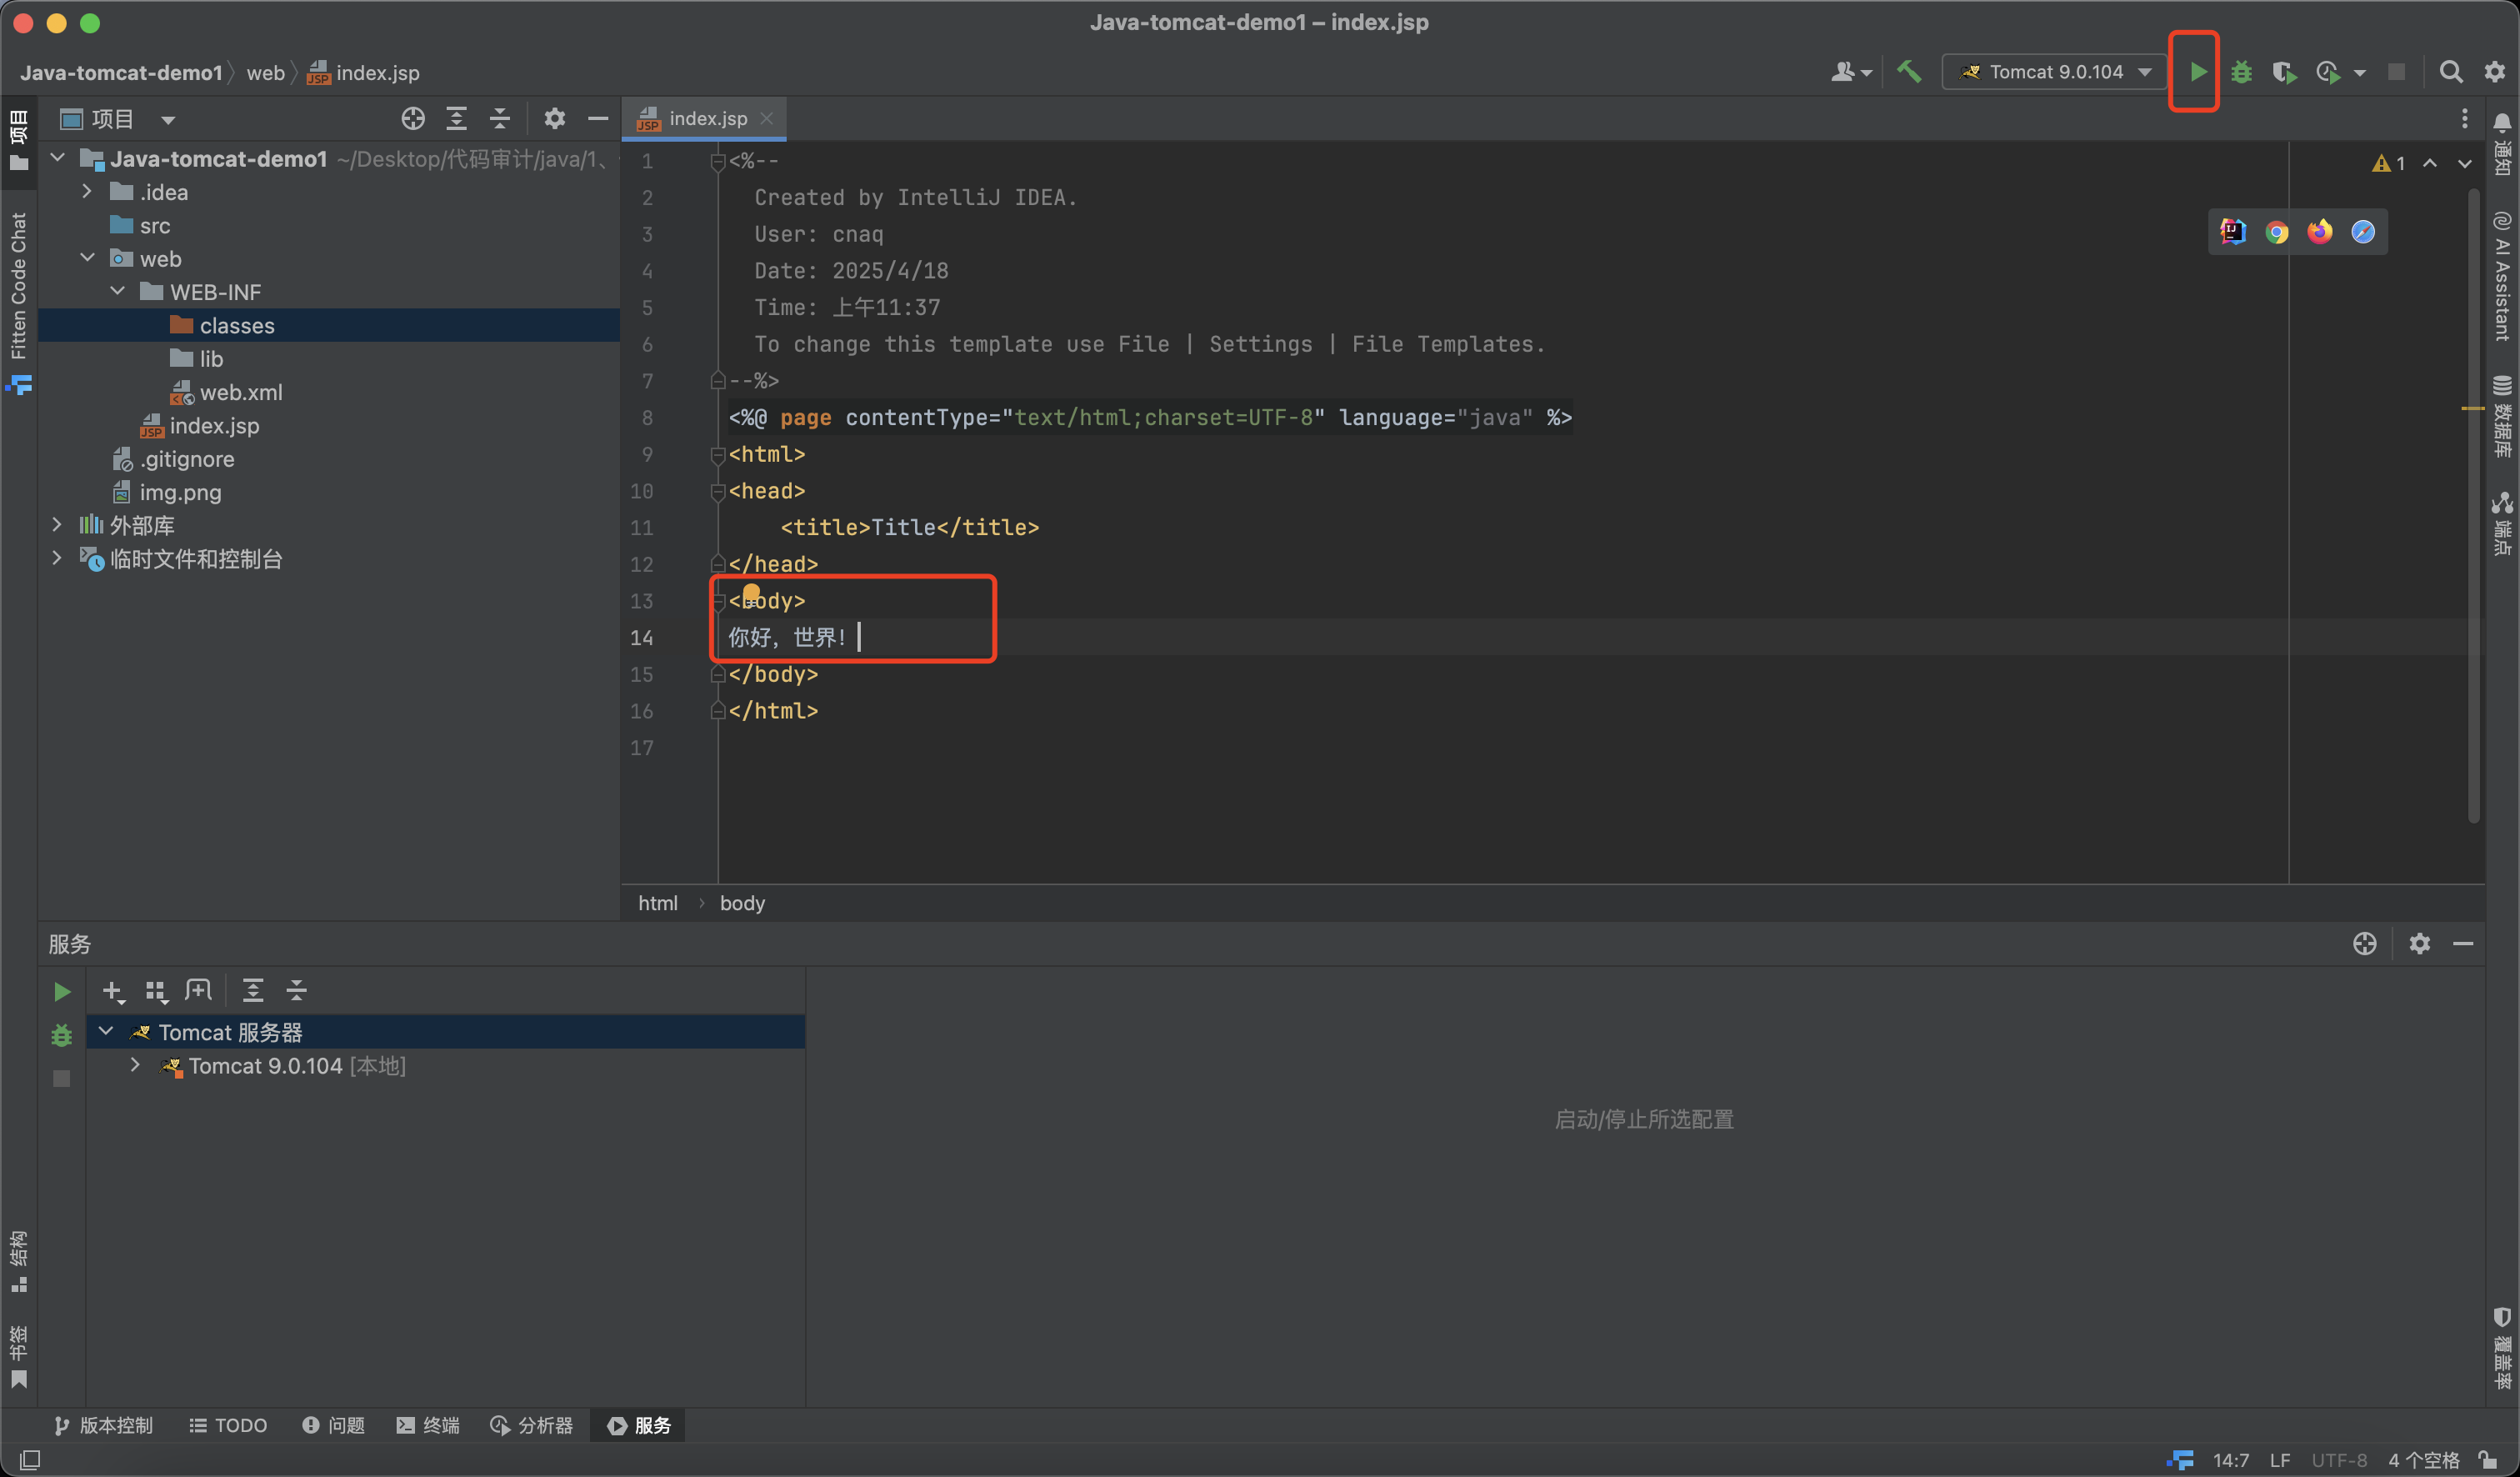 Java-tomcat-demo1 – index.jsp
Java-tomcat-demo1 web index.jsp
Tomcat 9.0.104
项目
Fitten Code Chat
结构
书签
项目
Java-tomcat-demo1 ~/Desktop/代码审计/java/1、
.idea
src
web
WEB-INF
classes
lib
web.xml
index.jsp
.gitignore
img.png
外部库
临时文件和控制台
index.jsp
1
1 <%--
2 Created by IntelliJ IDEA.
3 User: cnaq
4 Date: 2025/4/18
5 Time: 上午11:37
6 To change this template use File | Settings | File Templates.
7 --%>
8 <%@ page contentType="text/html;charset=UTF-8" language="java" %>
9 <html>
10 <head>
11 <title>Title</title>
12 </head>
13 <body>
14 你好，世界！
15 </body>
16 </html>
17
html › body
通知
AI Assistant
数据库
端点
覆盖率
服务
Tomcat 服务器
Tomcat 9.0.104 [本地]
启动/停止所选配置
版本控制 TODO 问题 终端 分析器 服务
14:7 LF UTF-8 4 个空格